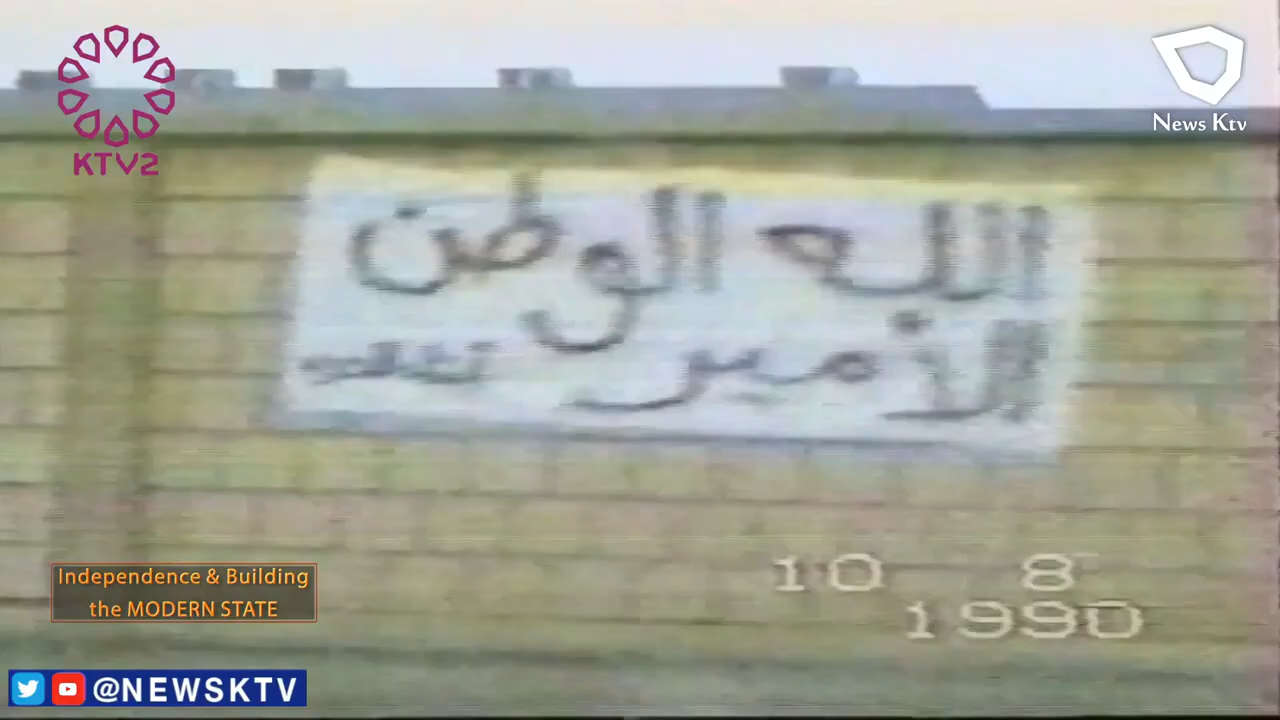 KTV2
News Ktv
الله الوطن
الأمير
Independence & Building
the MODERN STATE
10 8
1990
@NEWSKTV